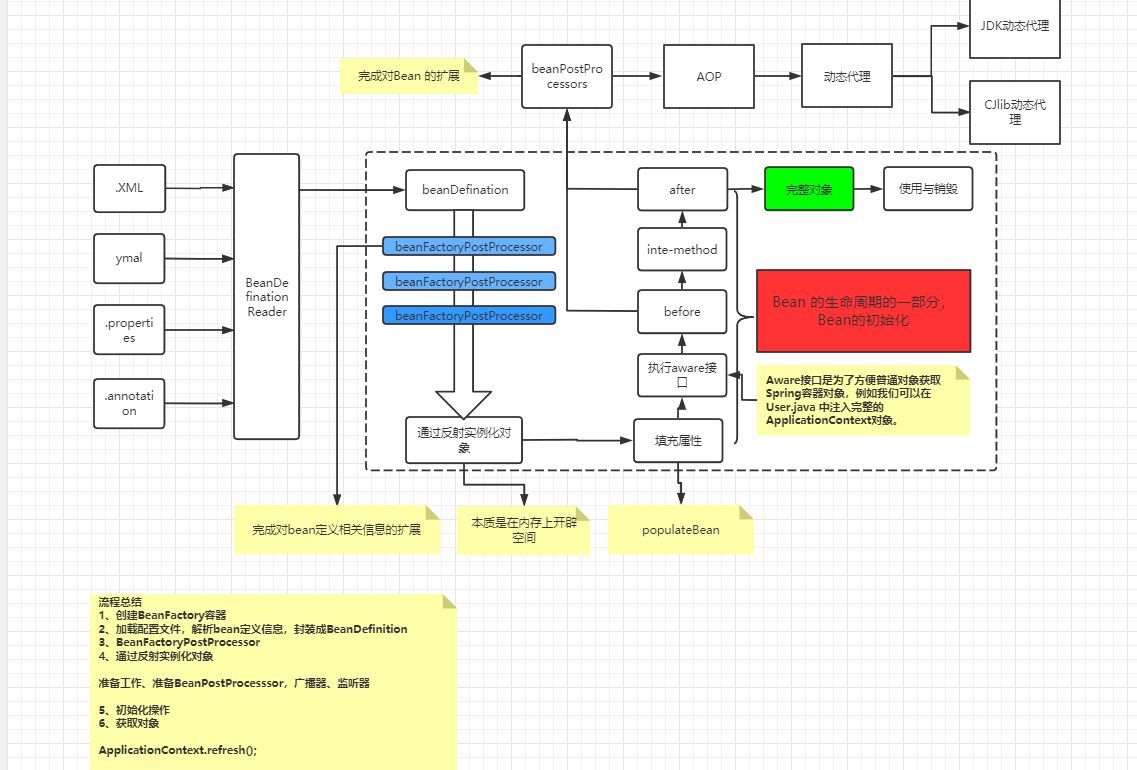 JDK动态代理
完成对Bean 的扩展
beanPostPro
cessors
AOP
动态代理
CJlib动态代
理
.XML
ymal
.properti
es
.annotati
on
BeanDe
fination
Reader
beanDefination
beanFactoryPostProcessor
beanFactoryPostProcessor
beanFactoryPostProcessor
通过反射实例化对
象
after
inte-method
before
执行aware接
口
填充属性
完整对象
使用与销毁
Bean 的生命周期的一部分，
Bean的初始化
Aware接口是为了方便普通对象获取
Spring容器对象，例如我们可以在
User.java 中注入完整的
ApplicationContext对象。
完成对bean定义相关信息的扩展
本质是在内存上开辟
空间
populateBean
流程总结
1、创建BeanFactory容器
2、加载配置文件，解析bean定义信息，封装成BeanDefinition
3、BeanFactoryPostProcessor
4、通过反射实例化对象
准备工作、准备BeanPostProcesssor，广播器、监听器
5、初始化操作
6、获取对象
ApplicationContext.refresh();